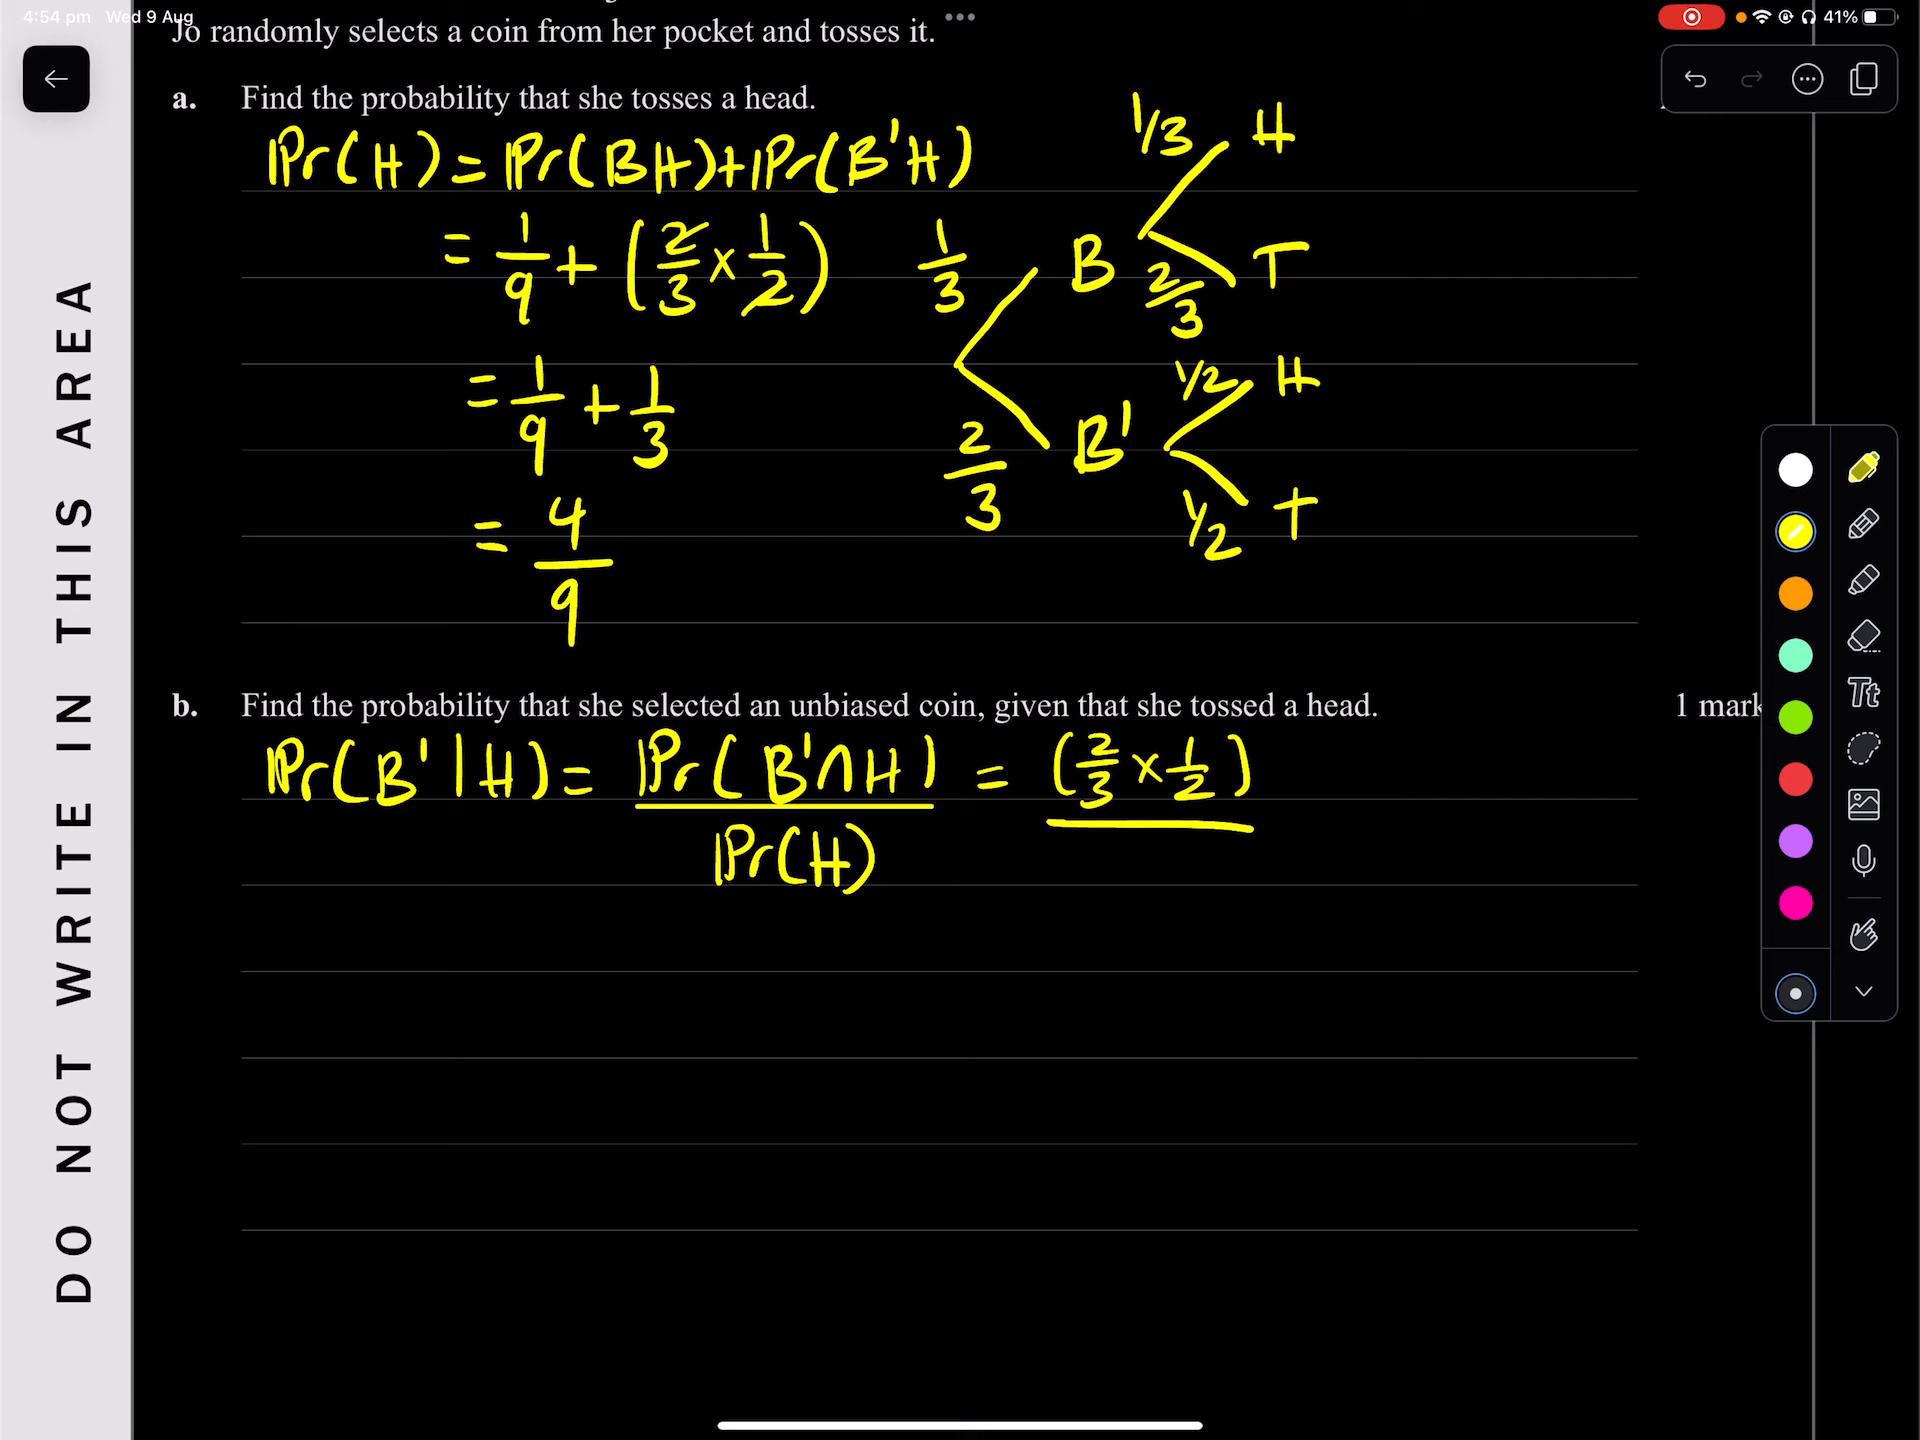 4:54 pm Wed 9 Aug
41%
Jo randomly selects a coin from her pocket and tosses it.
a. Find the probability that she tosses a head.
Pr(H) = Pr(BH) + Pr(B'H)
= 1/9 + (2/3 × 1/2)
= 1/9 + 1/3
= 4/9
1/3 B 1/3 H
2/3 T
2/3 B' 1/2 H
1/2 T
b. Find the probability that she selected an unbiased coin, given that she tossed a head. 1 mark
Pr(B'|H) = Pr(B'∩H) / Pr(H) = (2/3 × 1/2)
DO NOT WRITE IN THIS AREA
Tt